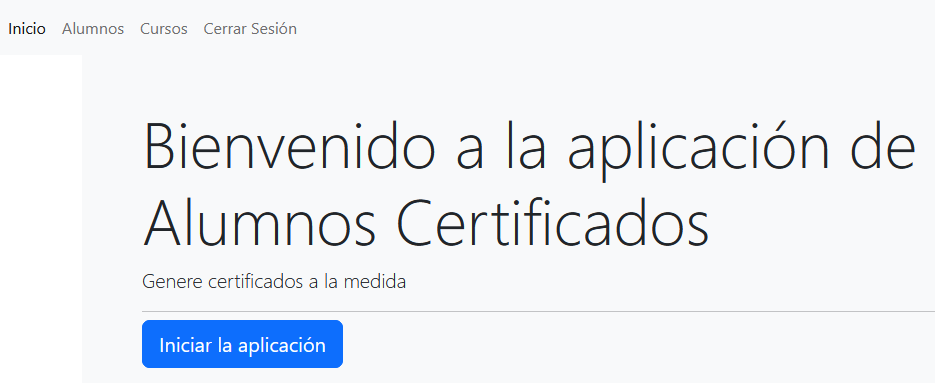 Inicio Alumnos Cursos Cerrar Sesión
Bienvenido a la aplicación de
Alumnos Certificados
Genere certificados a la medida
Iniciar la aplicación